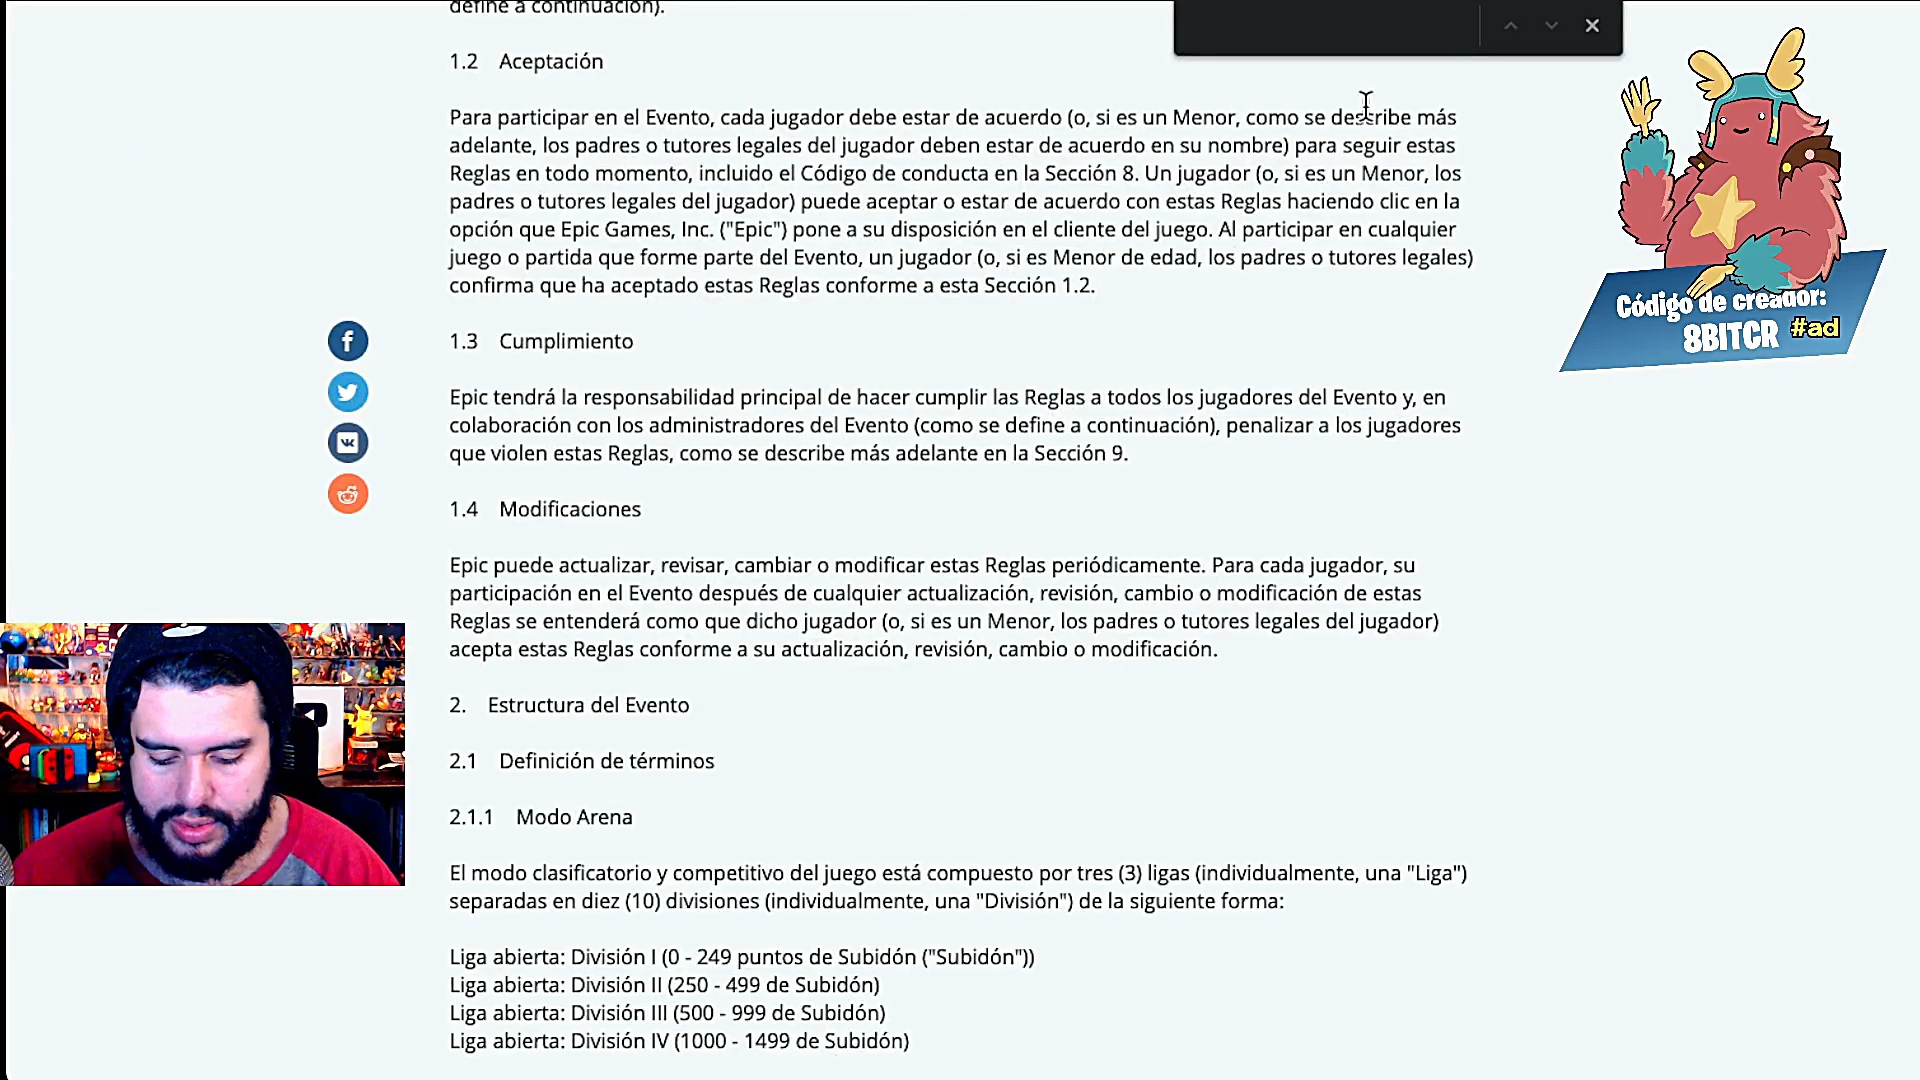 define a continuación).
1.2 Aceptación
Para participar en el Evento, cada jugador debe estar de acuerdo (o, si es un Menor, como se describe más
adelante, los padres o tutores legales del jugador deben estar de acuerdo en su nombre) para seguir estas
Reglas en todo momento, incluido el Código de conducta en la Sección 8. Un jugador (o, si es un Menor, los
padres o tutores legales del jugador) puede aceptar o estar de acuerdo con estas Reglas haciendo clic en la
opción que Epic Games, Inc. ("Epic") pone a su disposición en el cliente del juego. Al participar en cualquier
juego o partida que forme parte del Evento, un jugador (o, si es Menor de edad, los padres o tutores legales)
confirma que ha aceptado estas Reglas conforme a esta Sección 1.2.
Código de creador:
8BITCR #ad
1.3 Cumplimiento
Epic tendrá la responsabilidad principal de hacer cumplir las Reglas a todos los jugadores del Evento y, en
colaboración con los administradores del Evento (como se define a continuación), penalizar a los jugadores
que violen estas Reglas, como se describe más adelante en la Sección 9.
1.4 Modificaciones
Epic puede actualizar, revisar, cambiar o modificar estas Reglas periódicamente. Para cada jugador, su
participación en el Evento después de cualquier actualización, revisión, cambio o modificación de estas
Reglas se entenderá como que dicho jugador (o, si es un Menor, los padres o tutores legales del jugador)
acepta estas Reglas conforme a su actualización, revisión, cambio o modificación.
2. Estructura del Evento
2.1 Definición de términos
2.1.1 Modo Arena
El modo clasificatorio y competitivo del juego está compuesto por tres (3) ligas (individualmente, una "Liga")
separadas en diez (10) divisiones (individualmente, una "División") de la siguiente forma:
Liga abierta: División I (0 - 249 puntos de Subidón ("Subidón"))
Liga abierta: División II (250 - 499 de Subidón)
Liga abierta: División III (500 - 999 de Subidón)
Liga abierta: División IV (1000 - 1499 de Subidón)